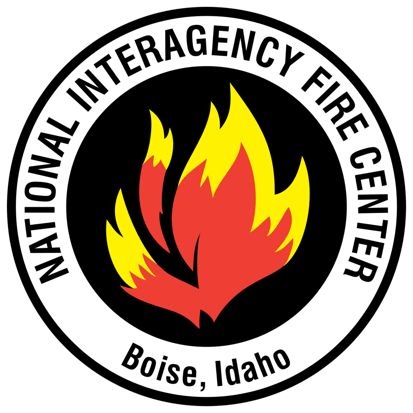 NATIONAL INTERAGENCY FIRE CENTER
Boise, Idaho